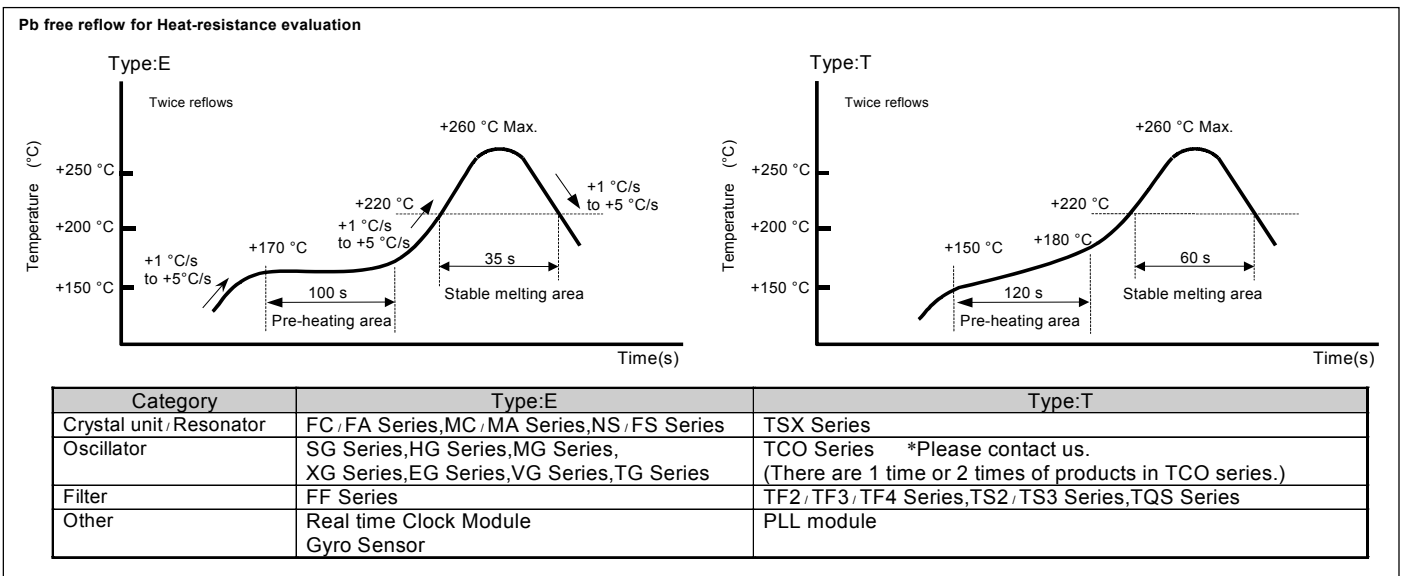 Pb free reflow for Heat-resistance evaluation
Type:E
Twice reflows
Temperature (°C)
+250 °C
+200 °C
+150 °C
+260 °C Max.
+220 °C
+1 °C/s
to +5 °C/s
+1 °C/s
to +5 °C/s
+170 °C
+1 °C/s
to +5°C/s
35 s
Stable melting area
100 s
Pre-heating area
Time(s)
Type:T
Twice reflows
Temperature (°C)
+250 °C
+200 °C
+150 °C
+260 °C Max.
+220 °C
+180 °C
+150 °C
60 s
Stable melting area
120 s
Pre-heating area
Time(s)
Category Type:E Type:T
Crystal unit/Resonator FC/FA Series,MC/MA Series,NS/FS Series TSX Series
Oscillator SG Series,HG Series,MG Series, TCO Series *Please contact us.
XG Series,EG Series,VG Series,TG Series (There are 1 time or 2 times of products in TCO series.)
Filter FF Series TF2/TF3/TF4 Series,TS2/TS3 Series,TQS Series
Other Real time Clock Module PLL module
Gyro Sensor